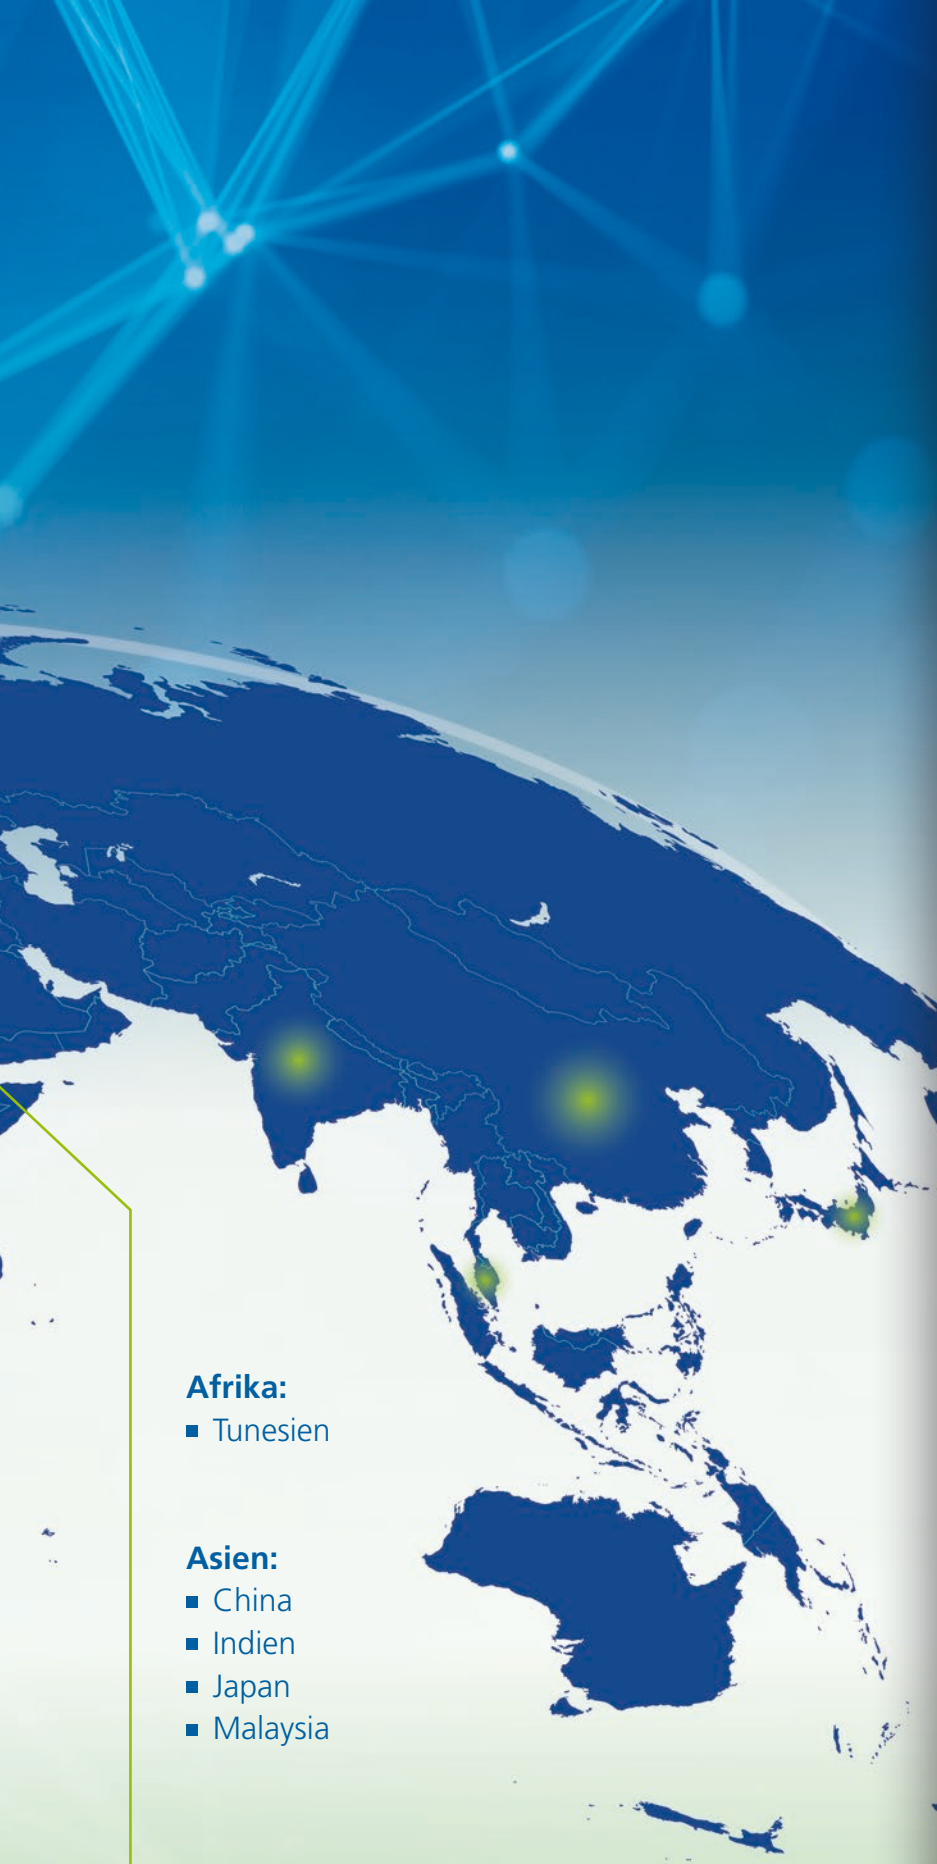 Afrika:
▪ Tunesien
Asien:
▪ China
▪ Indien
▪ Japan
▪ Malaysia